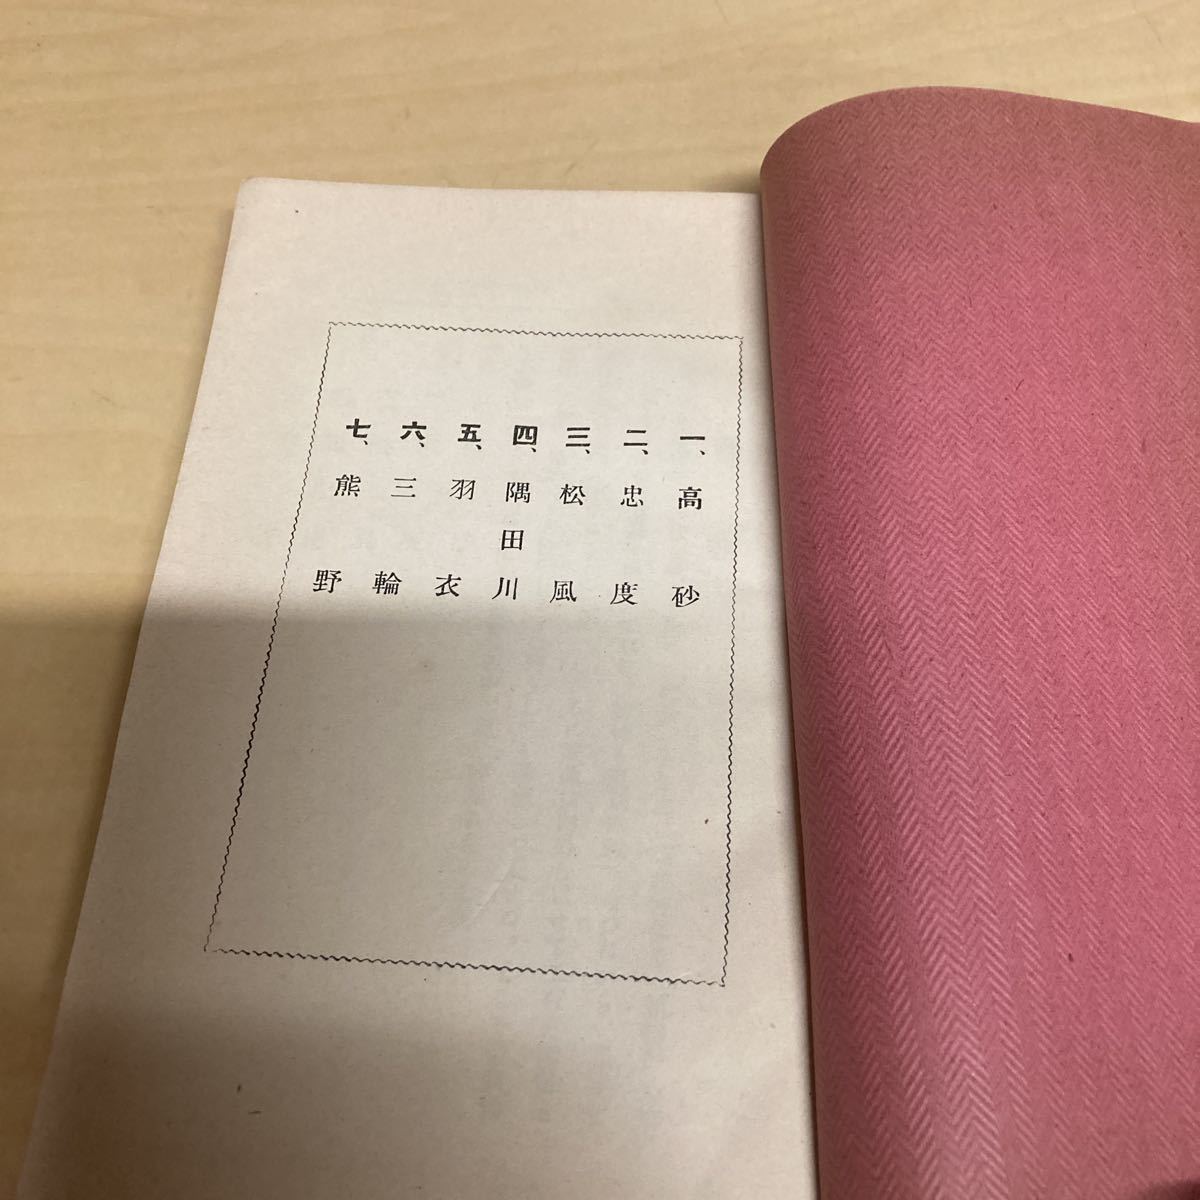 一、高砂
二、忠度
三、松風
四、隅田川
五、羽衣
六、三輪
七、熊野